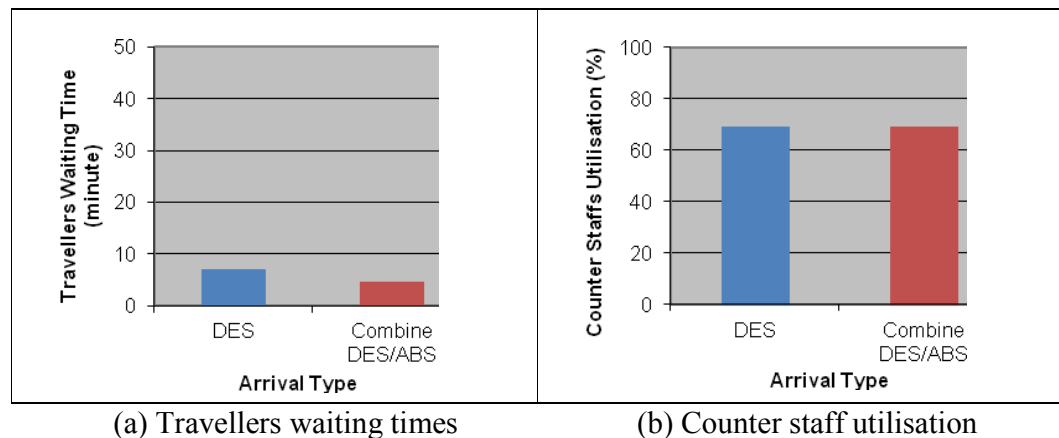 Travellers Waiting Time
(minute)
50
40
30
20
10
0
DES
Combine
DES/ABS
Arrival Type
Counter Staffs Utilisation (%)
100
80
60
40
20
0
DES
Combine
DES/ABS
Arrival Type
(a) Travellers waiting times
(b) Counter staff utilisation